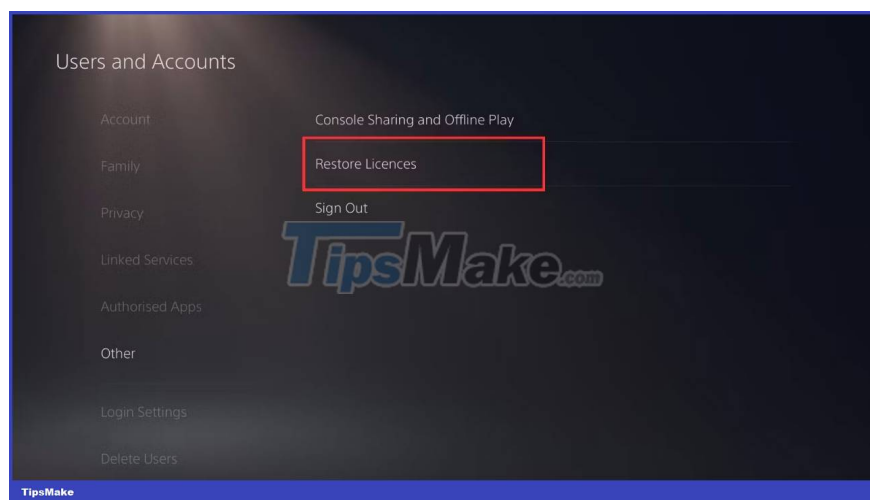 Users and Accounts
Account
Console Sharing and Offline Play
Family
Restore Licences
Privacy
Sign Out
Linked Services
TipsMake.com
Authorised Apps
Other
Login Settings
Delete Users
TipsMake